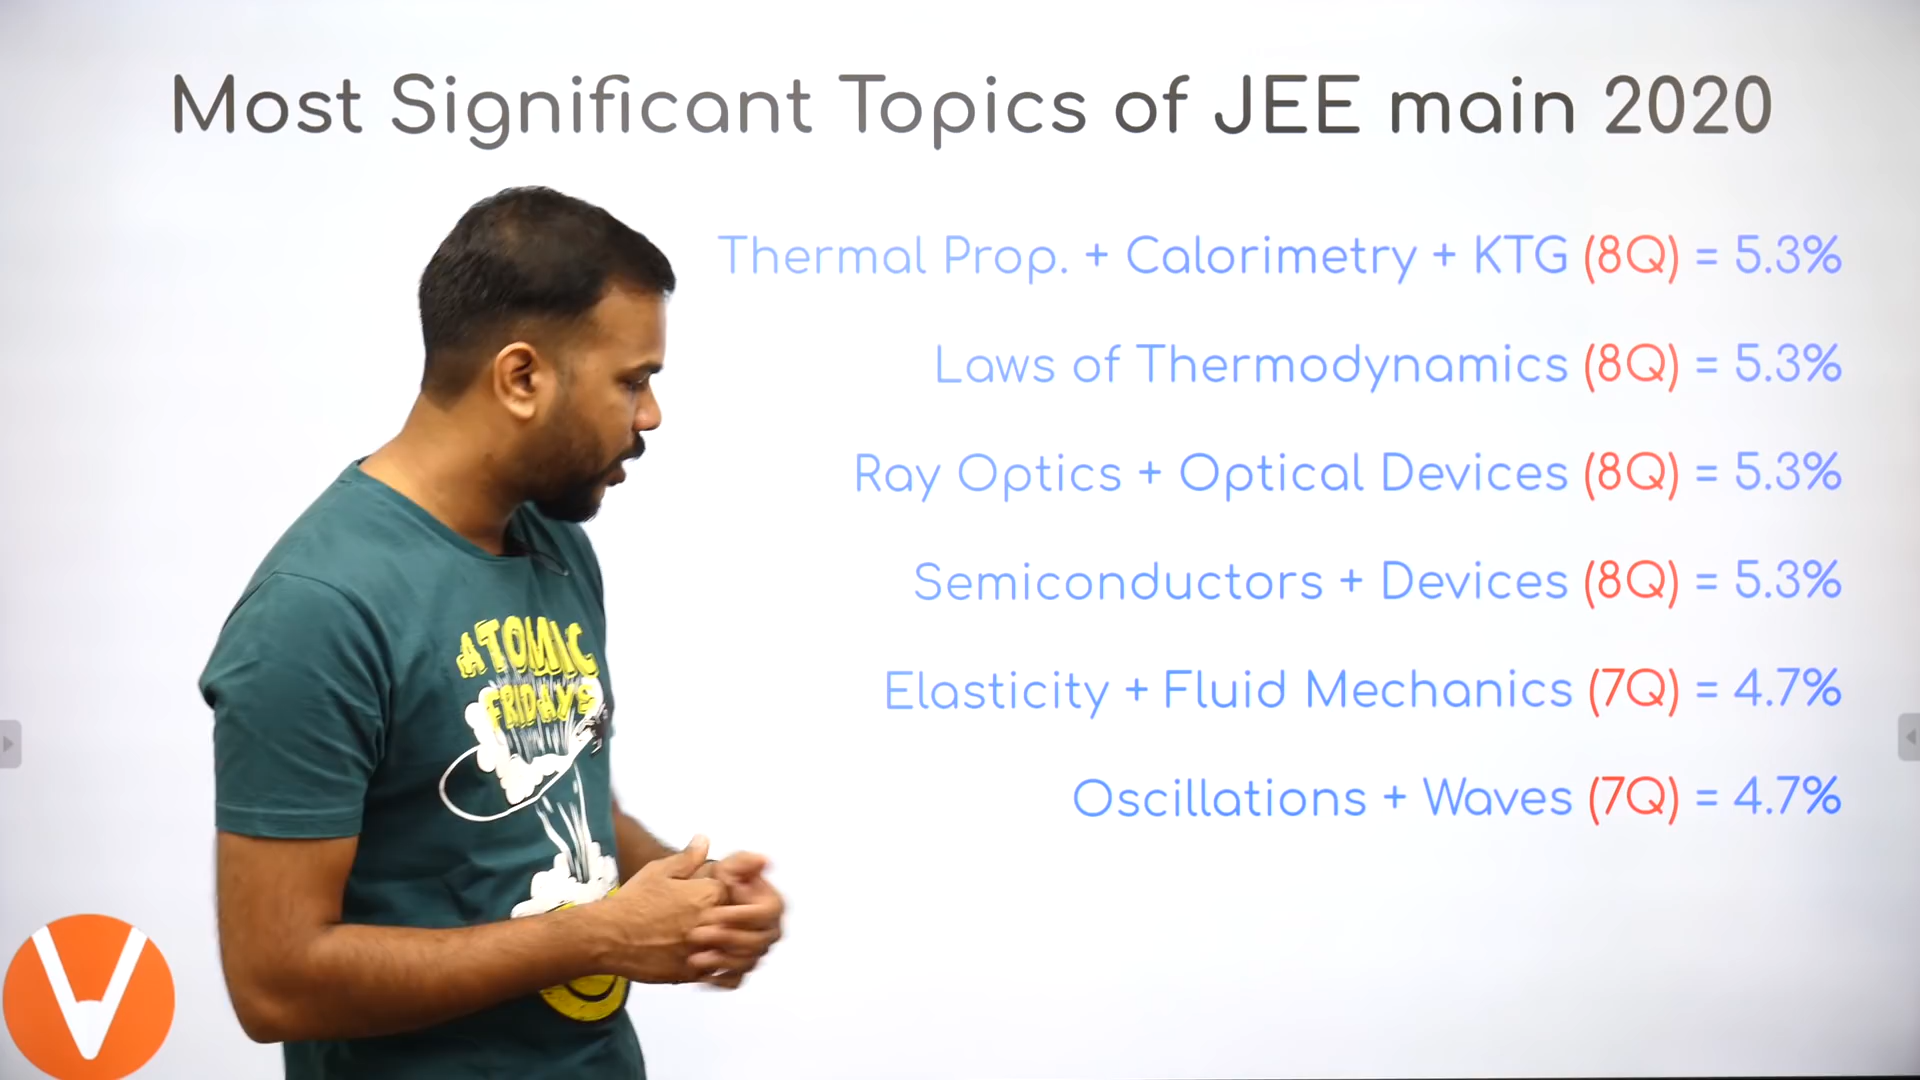 Most Significant Topics of JEE main 2020
Thermal Prop. + Calorimetry + KTG (8Q) = 5.3%
Laws of Thermodynamics (8Q) = 5.3%
Ray Optics + Optical Devices (8Q) = 5.3%
Semiconductors + Devices (8Q) = 5.3%
Elasticity + Fluid Mechanics (7Q) = 4.7%
Oscillations + Waves (7Q) = 4.7%
ATOMIC
FRIDAYS